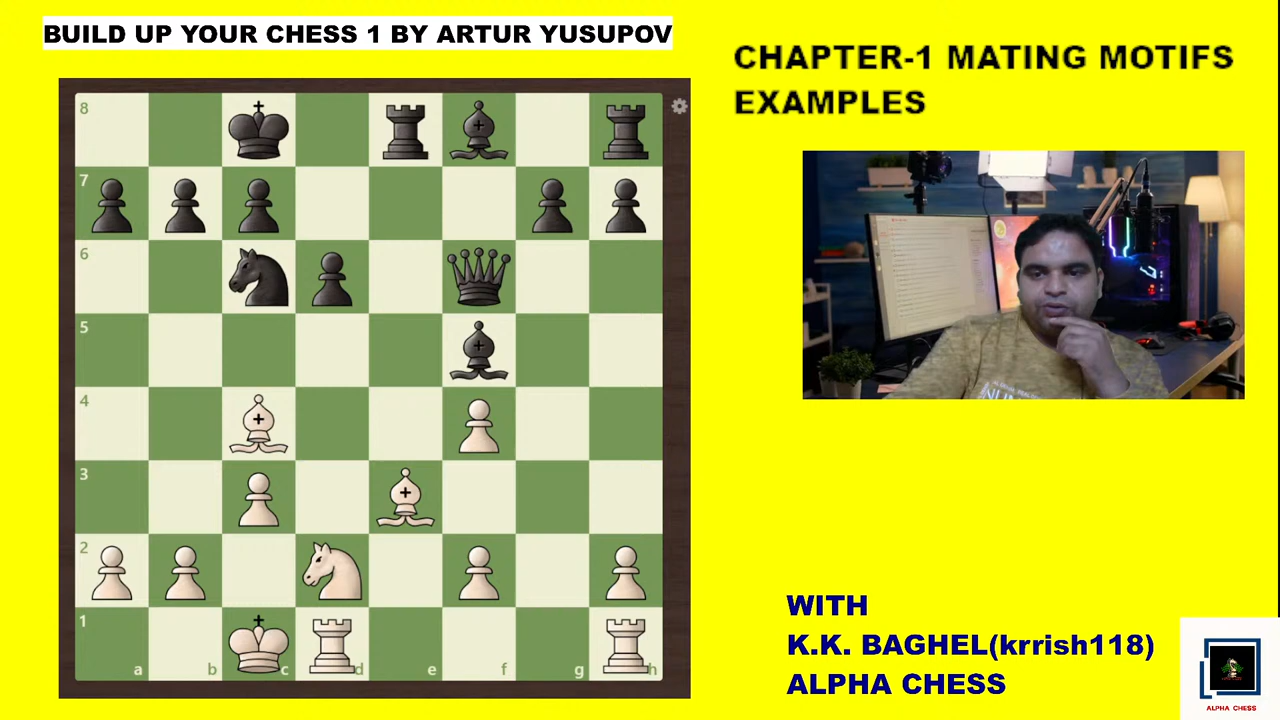 BUILD UP YOUR CHESS 1 BY ARTUR YUSUPOV
CHAPTER-1 MATING MOTIFS
EXAMPLES
8
7
6
5
4
3
2
1
a b c d e f g h
WITH
K.K. BAGHEL(krrish118)
ALPHA CHESS
ALPHA CHESS